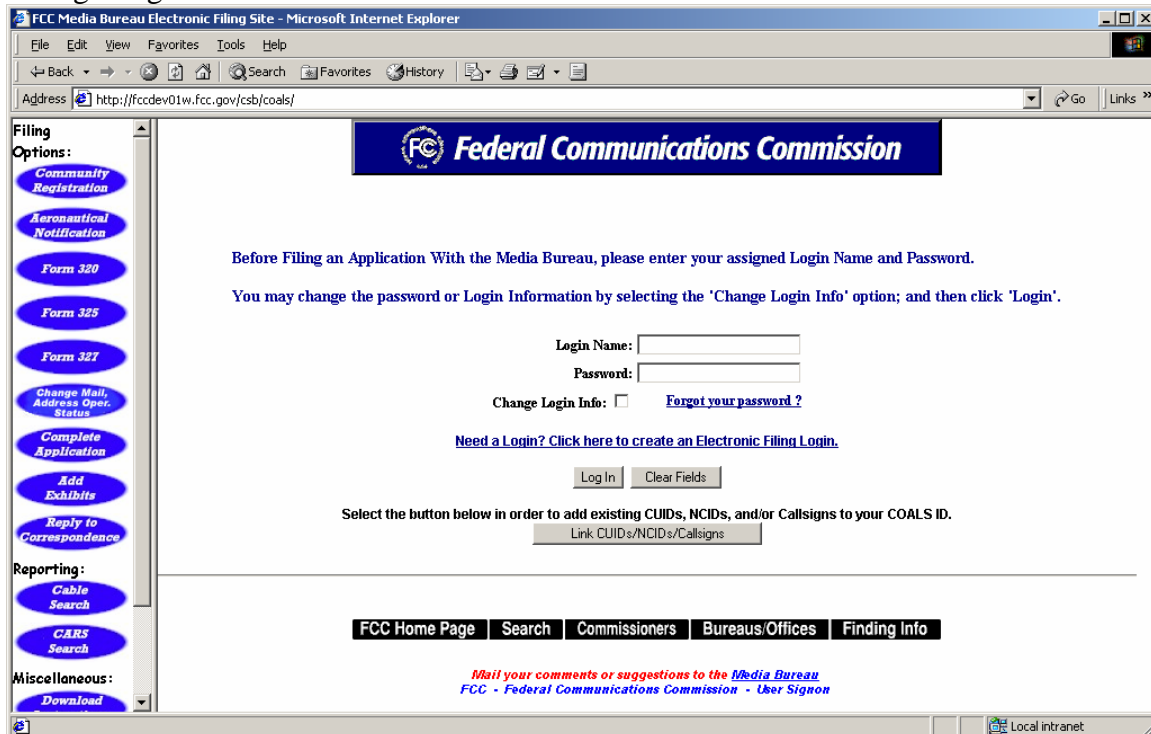 FCC Media Bureau Electronic Filing Site - Microsoft Internet Explorer
File Edit View Favorites Tools Help
Back Search Favorites History
Address http://fccdev01w.fcc.gov/csb/coals/ Go Links »
Filing
Options:
Community
Registration
Aeronautical
Notification
Form 320
Form 325
Form 327
Change Mail,
Address Oper.
Status
Complete
Application
Add
Exhibits
Reply to
Correspondence
Reporting:
Cable
Search
CARS
Search
Miscellaneous:
Download
FC Federal Communications Commission
Before Filing an Application With the Media Bureau, please enter your assigned Login Name and Password.
You may change the password or Login Information by selecting the 'Change Login Info' option; and then click 'Login'.
Login Name:
Password:
Change Login Info: Forgot your password ?
Need a Login? Click here to create an Electronic Filing Login.
Log In Clear Fields
Select the button below in order to add existing CUIDs, NCIDs, and/or Callsigns to your COALS ID.
Link CUIDs/NCIDs/Callsigns
FCC Home Page Search Commissioners Bureaus/Offices Finding Info
Mail your comments or suggestions to the Media Bureau
FCC - Federal Communications Commission - User Signon
Local intranet